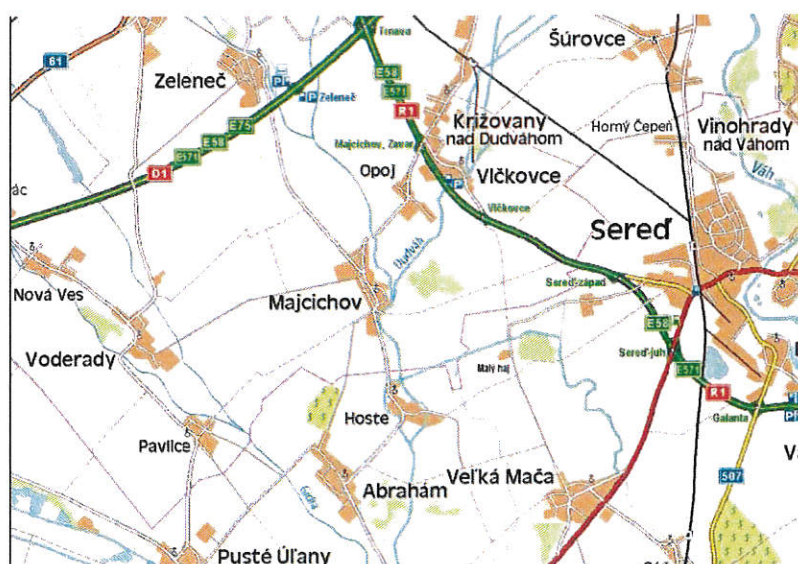 Trnava
Šúrovce
61
Zeleneč
E58
E571
R1
Zeleneč
Križovany
nad Dudváhom
Horný Čepeň
Vinohrady
nad Váhom
E75
E58
E571
D1
Majcichov, Zavar
Opoj
Vlčkovce
Váh
Vlčkovce
Sereď
Dudváh
Nová Ves
Majcichov
Sereď-západ
Voderady
E58
Sereď-juh
Malý háj
E571
R1
Galanta
Hoste
Pavlice
Abrahám
Veľká Mača
507
Pusté Úľany